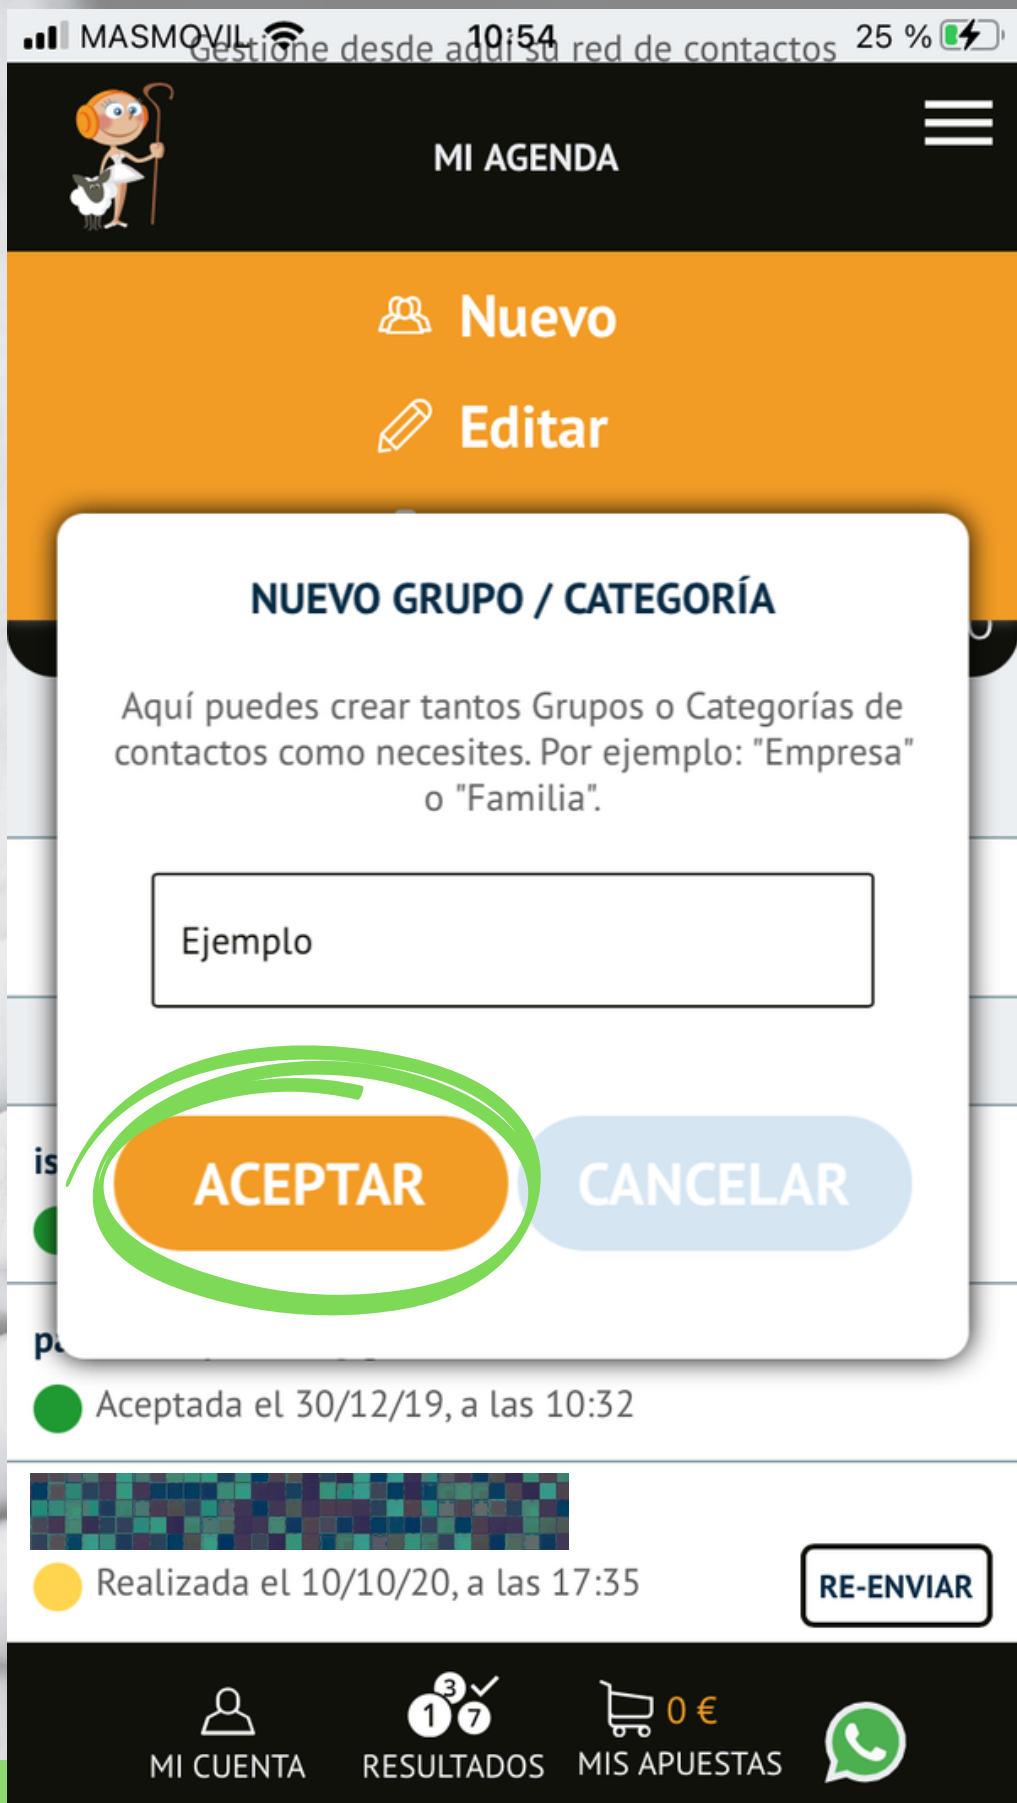 MASMOVIL 10:54 25 %
Gestione desde aquí su red de contactos
MI AGENDA
Nuevo
Editar
NUEVO GRUPO / CATEGORÍA
Aquí puedes crear tantos Grupos o Categorías de
contactos como necesites. Por ejemplo: "Empresa"
o "Familia".
Ejemplo
ACEPTAR CANCELAR
Aceptada el 30/12/19, a las 10:32
Realizada el 10/10/20, a las 17:35 RE-ENVIAR
3
1 7 0 €
MI CUENTA RESULTADOS MIS APUESTAS